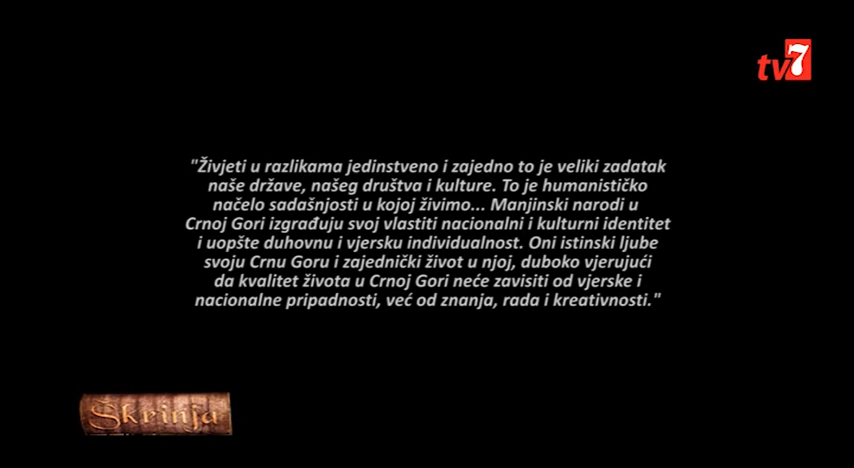 tv7
"Živjeti u razlikama jedinstveno i zajedno to je veliki zadatak
naše države, našeg društva i kulture. To je humanističko
načelo sadašnjosti u kojoj živimo... Manjinski narodi u
Crnoj Gori izgrađuju svoj vlastiti nacionalni i kulturni identitet
i uopšte duhovnu i vjersku individualnost. Oni istinski ljube
svoju Crnu Goru i zajednički život u njoj, duboko vjerujući
da kvalitet života u Crnoj Gori neće zavisiti od vjerske i
nacionalne pripadnosti, već od znanja, rada i kreativnosti."
Škrinja